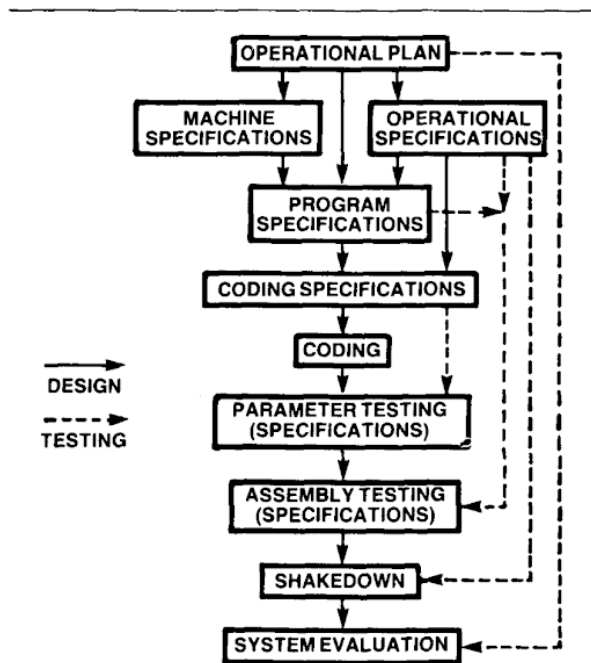 OPERATIONAL PLAN
MACHINE
SPECIFICATIONS
OPERATIONAL
SPECIFICATIONS
PROGRAM
SPECIFICATIONS
CODING SPECIFICATIONS
CODING
DESIGN
TESTING
PARAMETER TESTING
(SPECIFICATIONS)
ASSEMBLY TESTING
(SPECIFICATIONS)
SHAKEDOWN
SYSTEM EVALUATION